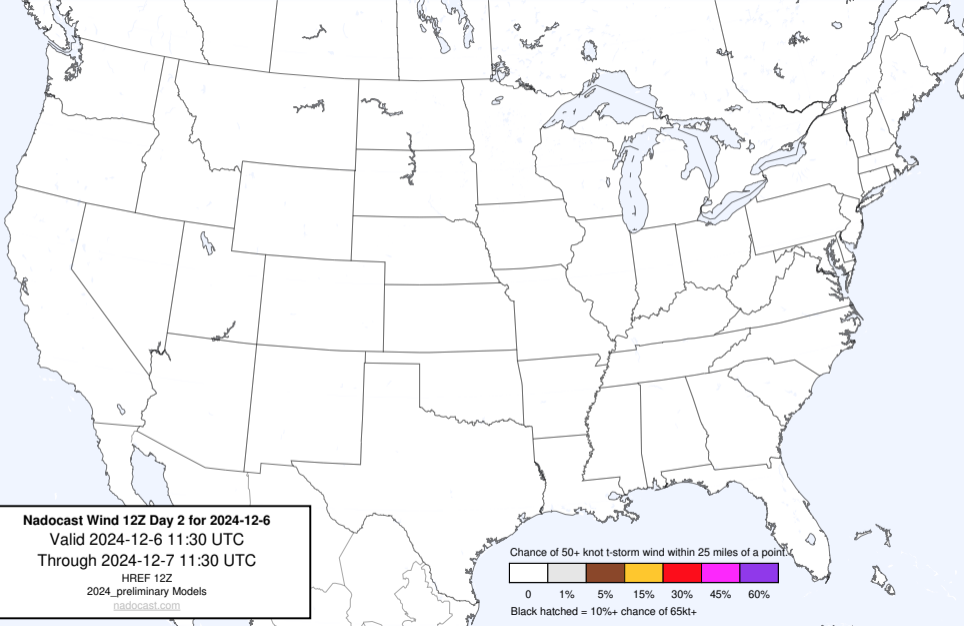 Nadocast Wind 12Z Day 2 for 2024-12-6
Valid 2024-12-6 11:30 UTC
Through 2024-12-7 11:30 UTC
HREF 12Z
2024_preliminary Models
nadocast.com
Chance of 50+ knot t-storm wind within 25 miles of a point.
0 1% 5% 15% 30% 45% 60%
Black hatched = 10%+ chance of 65kt+